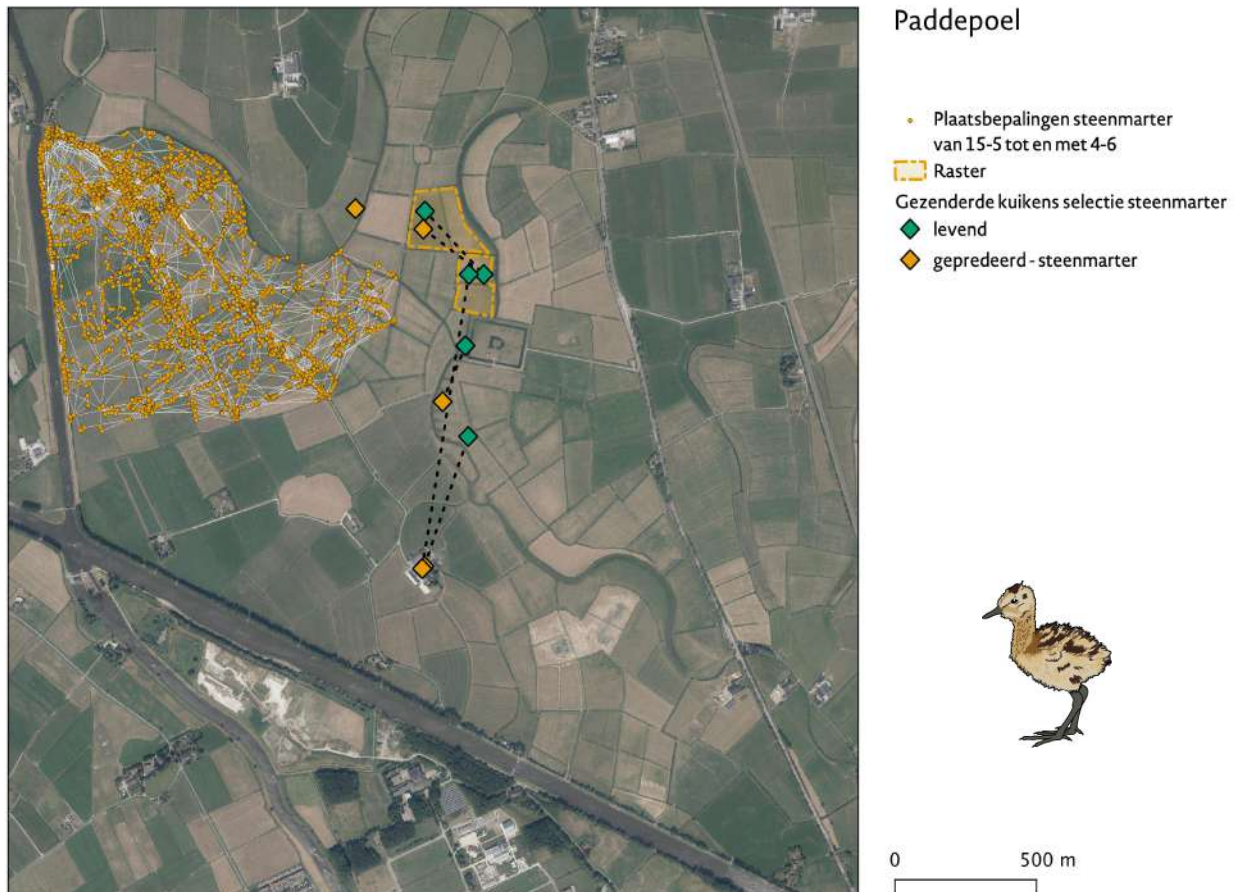 Paddepoel
Plaatsbepalingen steenmarter
van 15-5 tot en met 4-6
Raster
Gezenderde kuikens selectie steenmarter
levend
gepredeerd - steenmarter
0 500 m